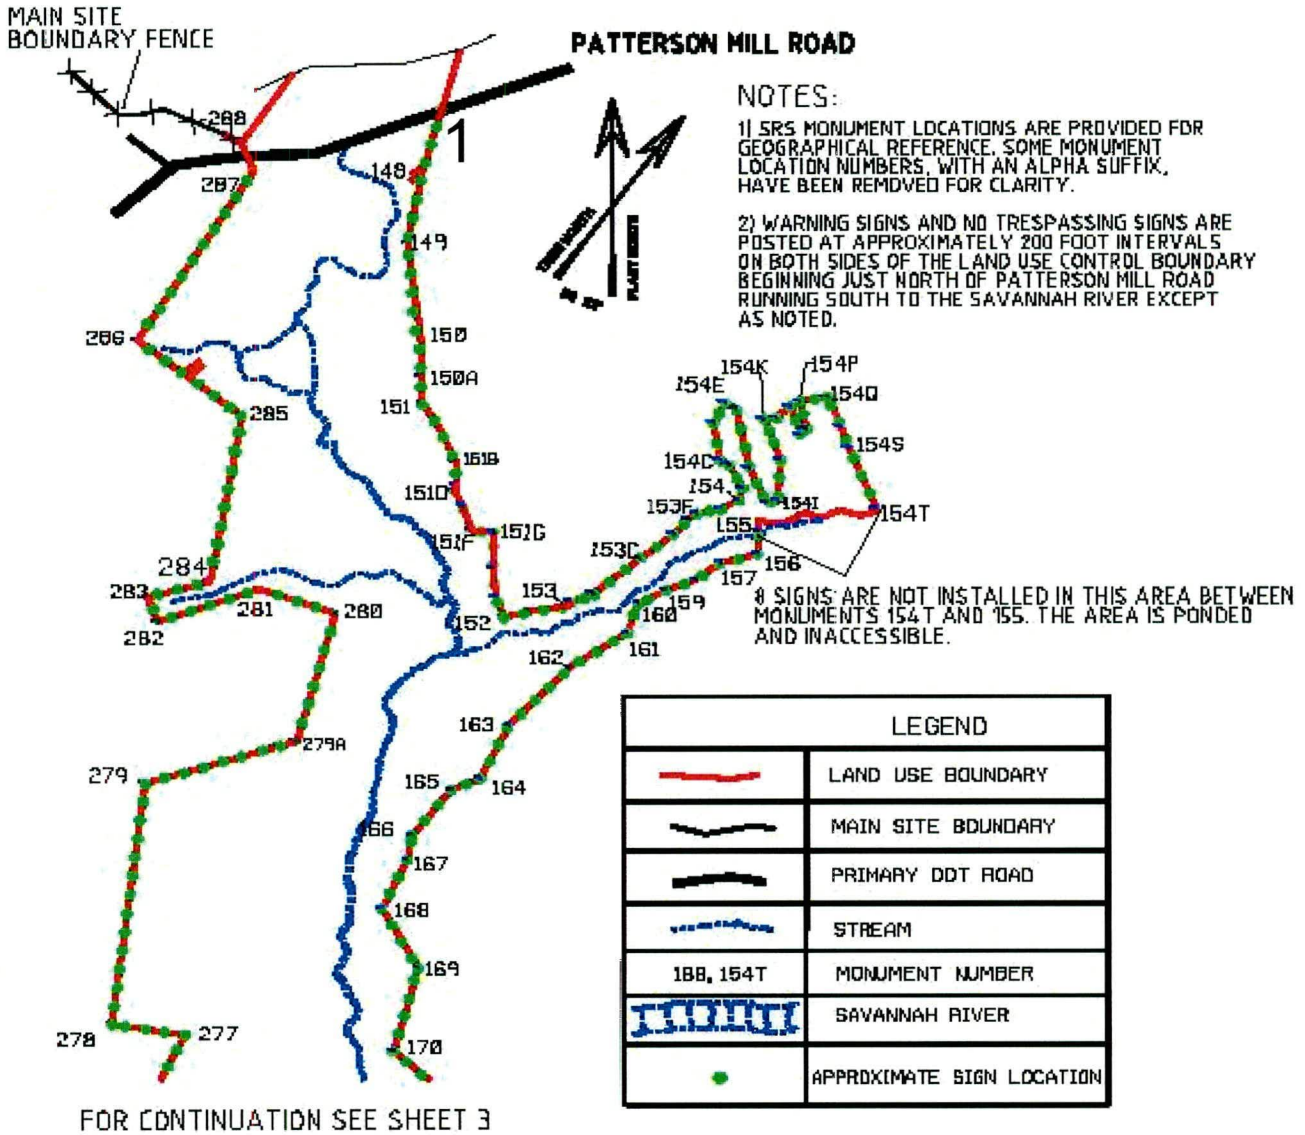 MAIN SITE
BOUNDARY FENCE
PATTERSON MILL ROAD
NOTES:
1) SRS MONUMENT LOCATIONS ARE PROVIDED FOR
GEOGRAPHICAL REFERENCE. SOME MONUMENT
LOCATION NUMBERS, WITH AN ALPHA SUFFIX,
HAVE BEEN REMOVED FOR CLARITY.
2) WARNING SIGNS AND NO TRESPASSING SIGNS ARE
POSTED AT APPROXIMATELY 200 FOOT INTERVALS
ON BOTH SIDES OF THE LAND USE CONTROL BOUNDARY
BEGINNING JUST NORTH OF PATTERSON MILL ROAD
RUNNING SOUTH TO THE SAVANNAH RIVER EXCEPT
AS NOTED.
288
1
287
148
149
PLANT NORTH
286
150
150A
151
285
154K
154P
154E
154Q
154S
151B
154C
151D
154
154I
153F
154T
155
151F
151G
153C
156
157
284
283
281
280
282
153
159
152
160
161
162
8 SIGNS ARE NOT INSTALLED IN THIS AREA BETWEEN
MONUMENTS 154T AND 155. THE AREA IS PONDED
AND INACCESSIBLE.
163
279A
279
165
164
166
167
168
169
278
277
170
LEGEND
LAND USE BOUNDARY
MAIN SITE BOUNDARY
PRIMARY DOT ROAD
STREAM
188, 154T MONUMENT NUMBER
SAVANNAH RIVER
APPROXIMATE SIGN LOCATION
FOR CONTINUATION SEE SHEET 3